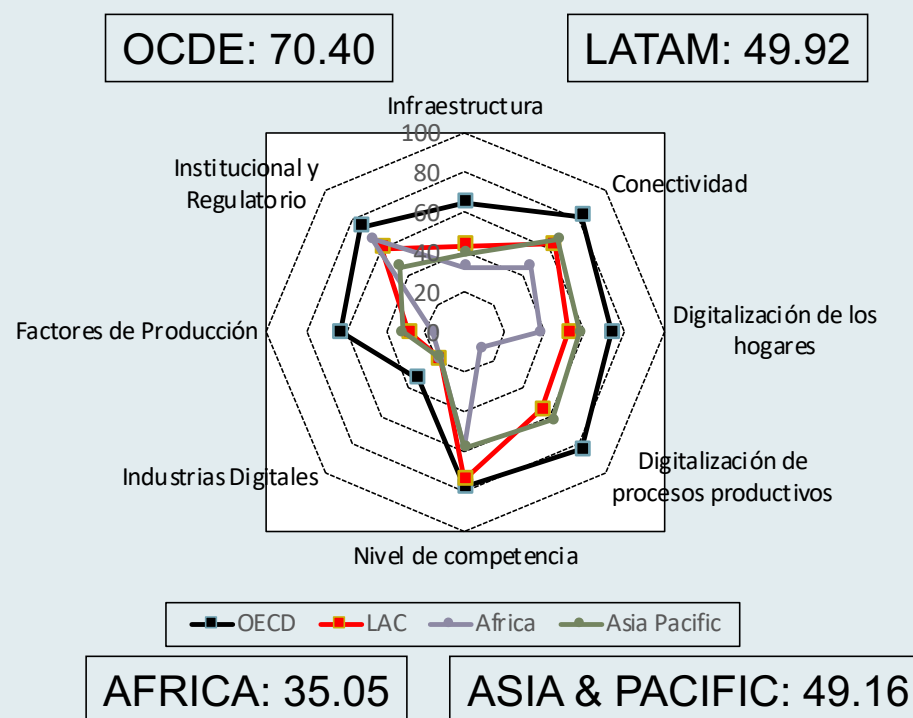 OCDE: 70.40
LATAM: 49.92
Infraestructura
100
80
60
40
20
0
Institucional y
Regulatorio
Conectividad
Factores de Producción
Digitalización de los
hogares
Industrias Digitales
Digitalización de
procesos productivos
Nivel de competencia
OECD LAC Africa Asia Pacific
AFRICA: 35.05
ASIA & PACIFIC: 49.16